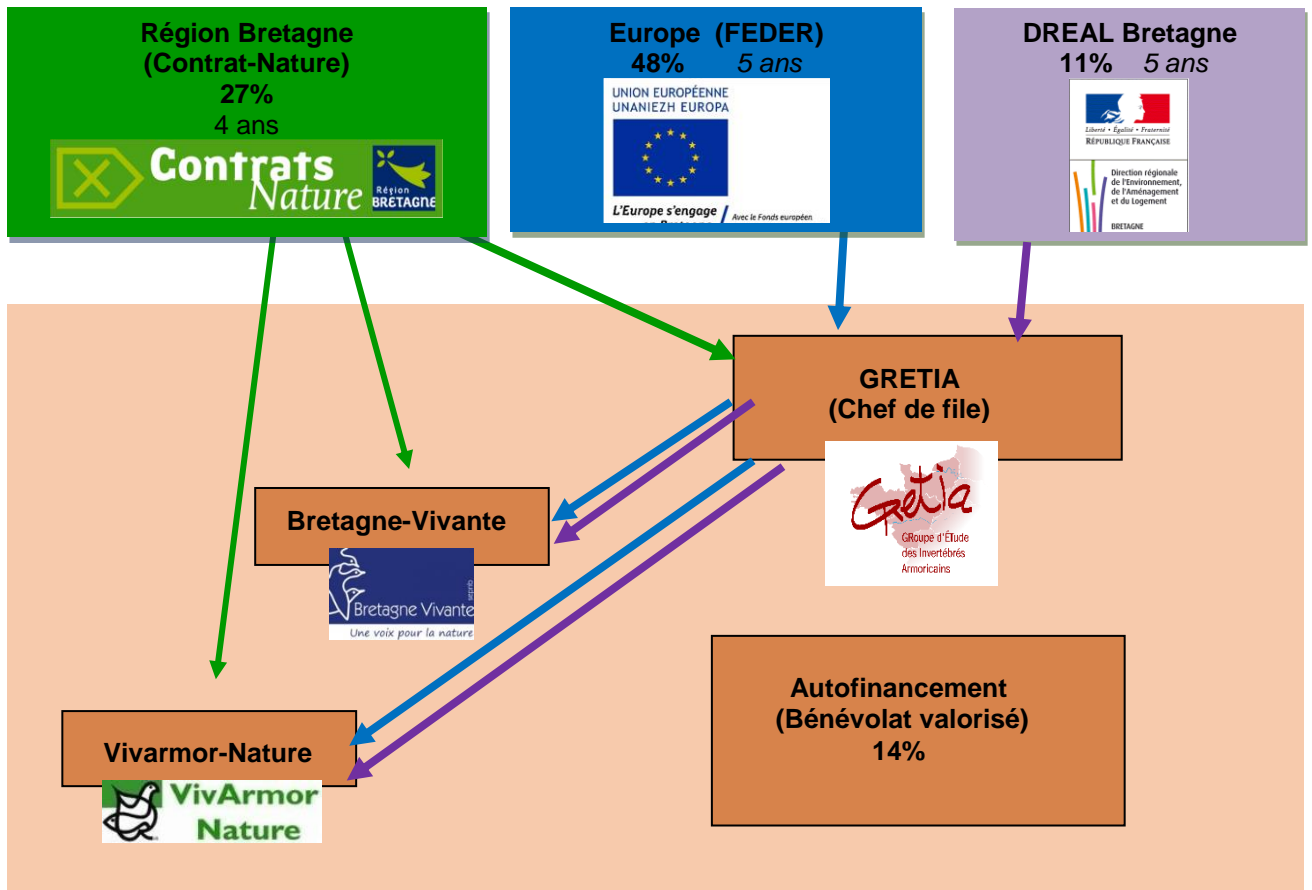 Région Bretagne
(Contrat-Nature)
27%
4 ans
Contrats
Nature
Région
BRETAGNE
Europe (FEDER)
48% 5 ans
UNION EUROPÉENNE
UNANIEZH EUROPA
L'Europe s'engage
Avec le Fonds européen
DREAL Bretagne
11% 5 ans
Liberté • Égalité • Fraternité
RÉPUBLIQUE FRANÇAISE
Direction régionale
de l'Environnement,
de l'Aménagement
et du Logement
BRETAGNE
GRETIA
(Chef de file)
Gretia
GRoupe d'ÉTude
des Invertébrés
Armoricains
Bretagne-Vivante
Bretagne Vivante
sepnb
Une voix pour la nature
Autofinancement
(Bénévolat valorisé)
14%
Vivarmor-Nature
VivArmor
Nature